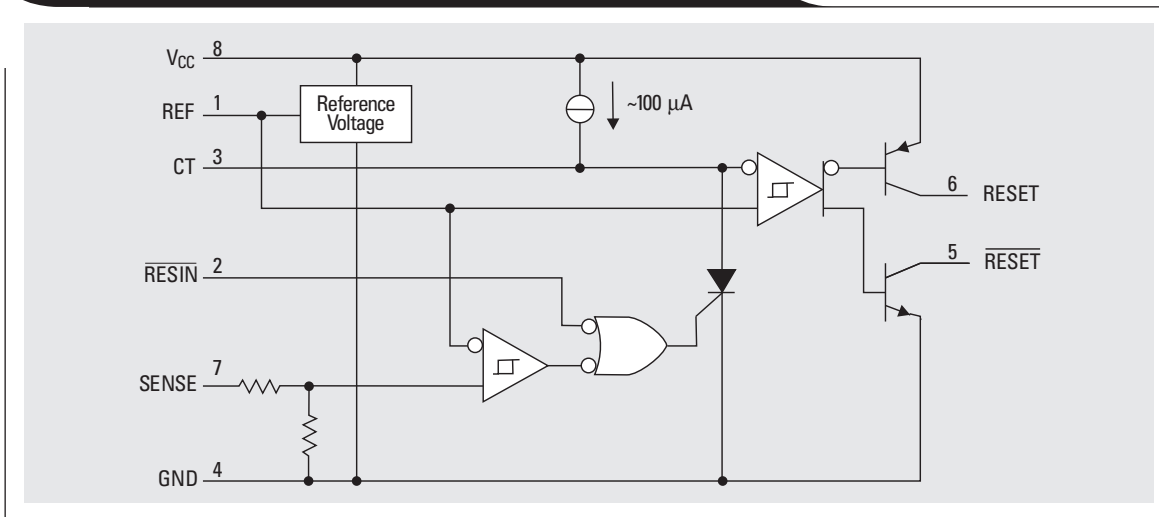 VCC 8
REF 1
Reference
Voltage
~100 μA
CT 3
6 RESET
RESIN 2
5 RESET
SENSE 7
GND 4